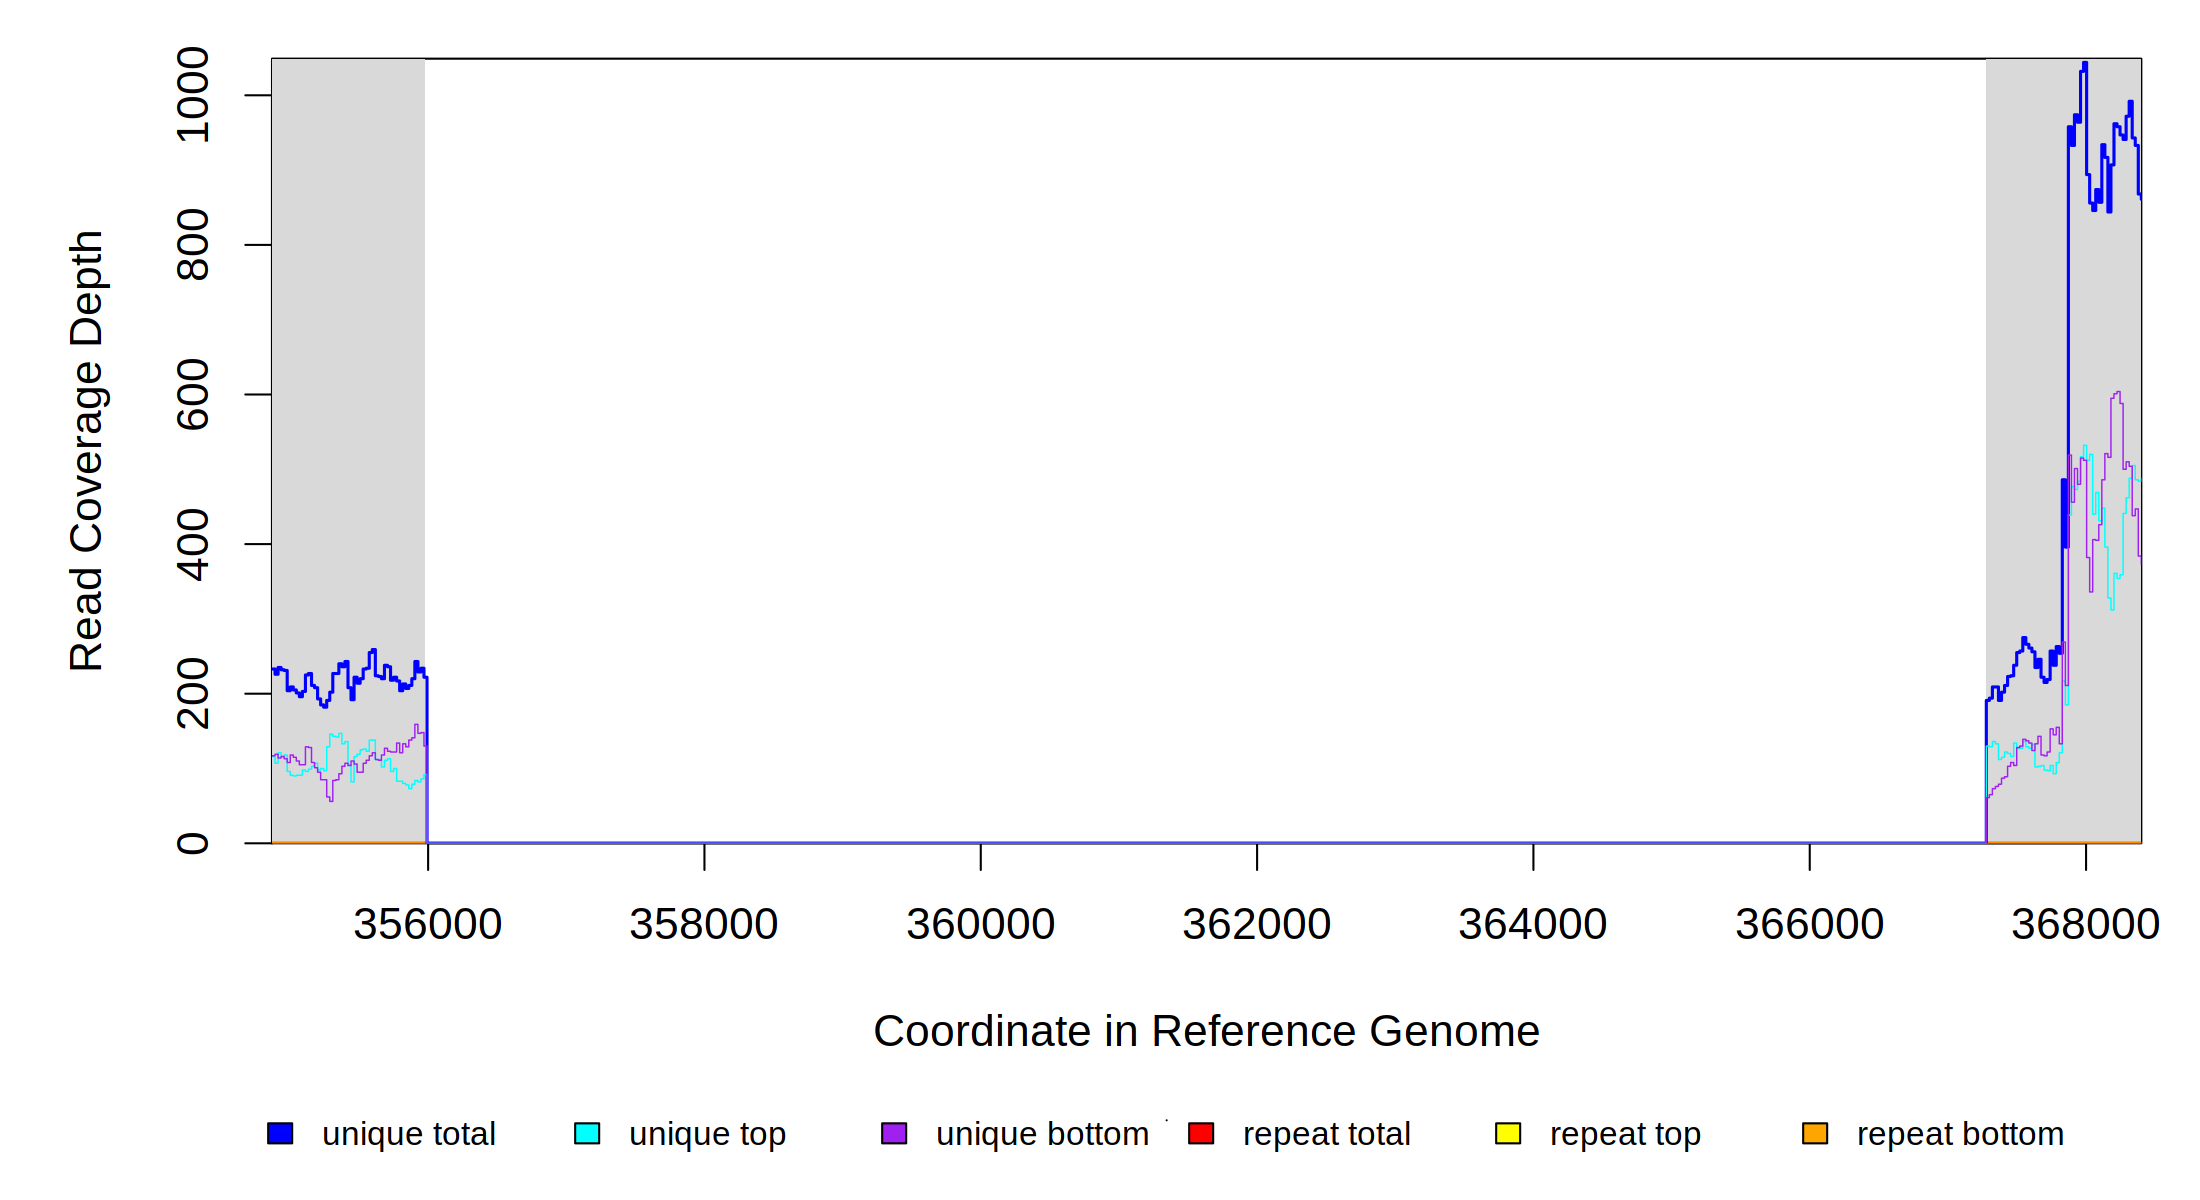 1000
800
600
400
200
0
Read Coverage Depth
356000 358000 360000 362000 364000 366000 368000
Coordinate in Reference Genome
unique total unique top unique bottom repeat total repeat top repeat bottom